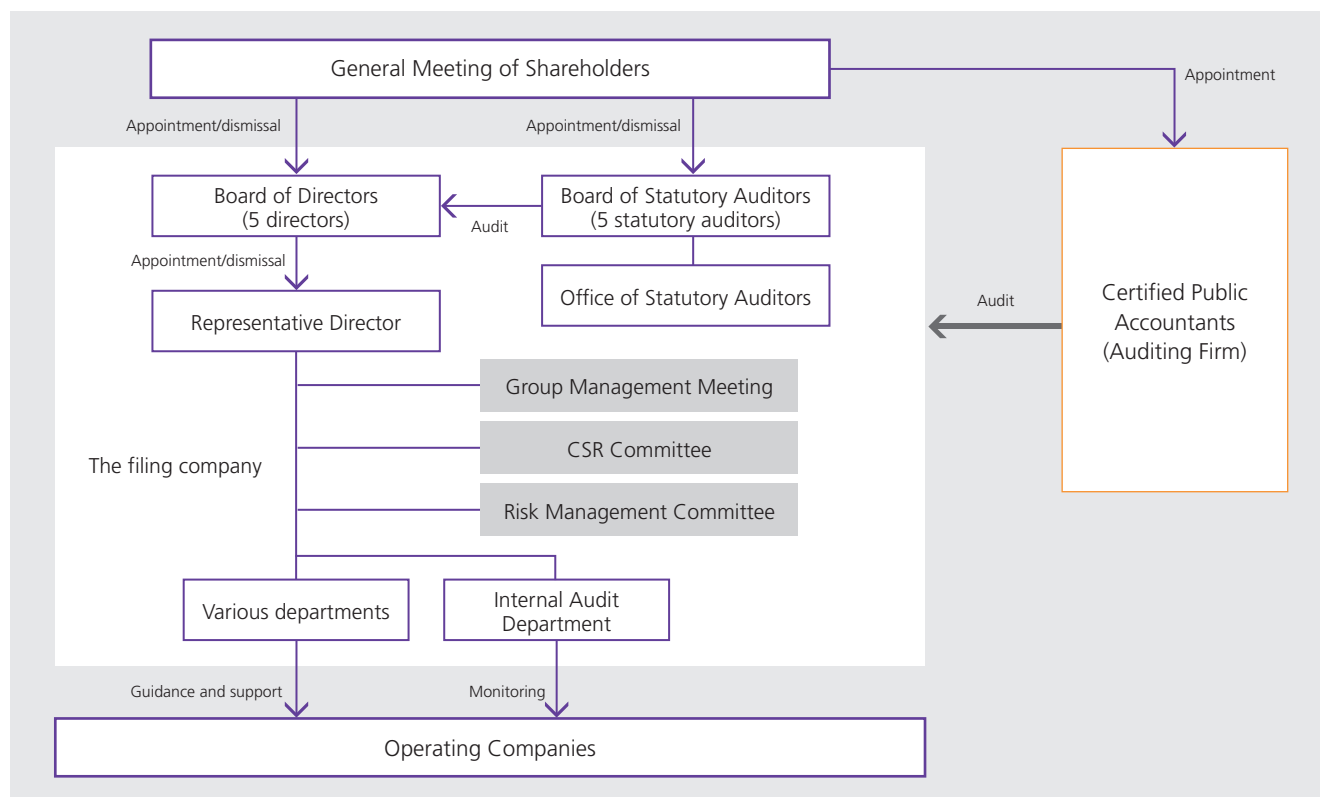 General Meeting of Shareholders
Appointment
Appointment/dismissal
Appointment/dismissal
Board of Directors
(5 directors)
Audit
Board of Statutory Auditors
(5 statutory auditors)
Appointment/dismissal
Office of Statutory Auditors
Representative Director
Audit
Certified Public
Accountants
(Auditing Firm)
Group Management Meeting
CSR Committee
The filing company
Risk Management Committee
Various departments
Internal Audit
Department
Guidance and support
Monitoring
Operating Companies